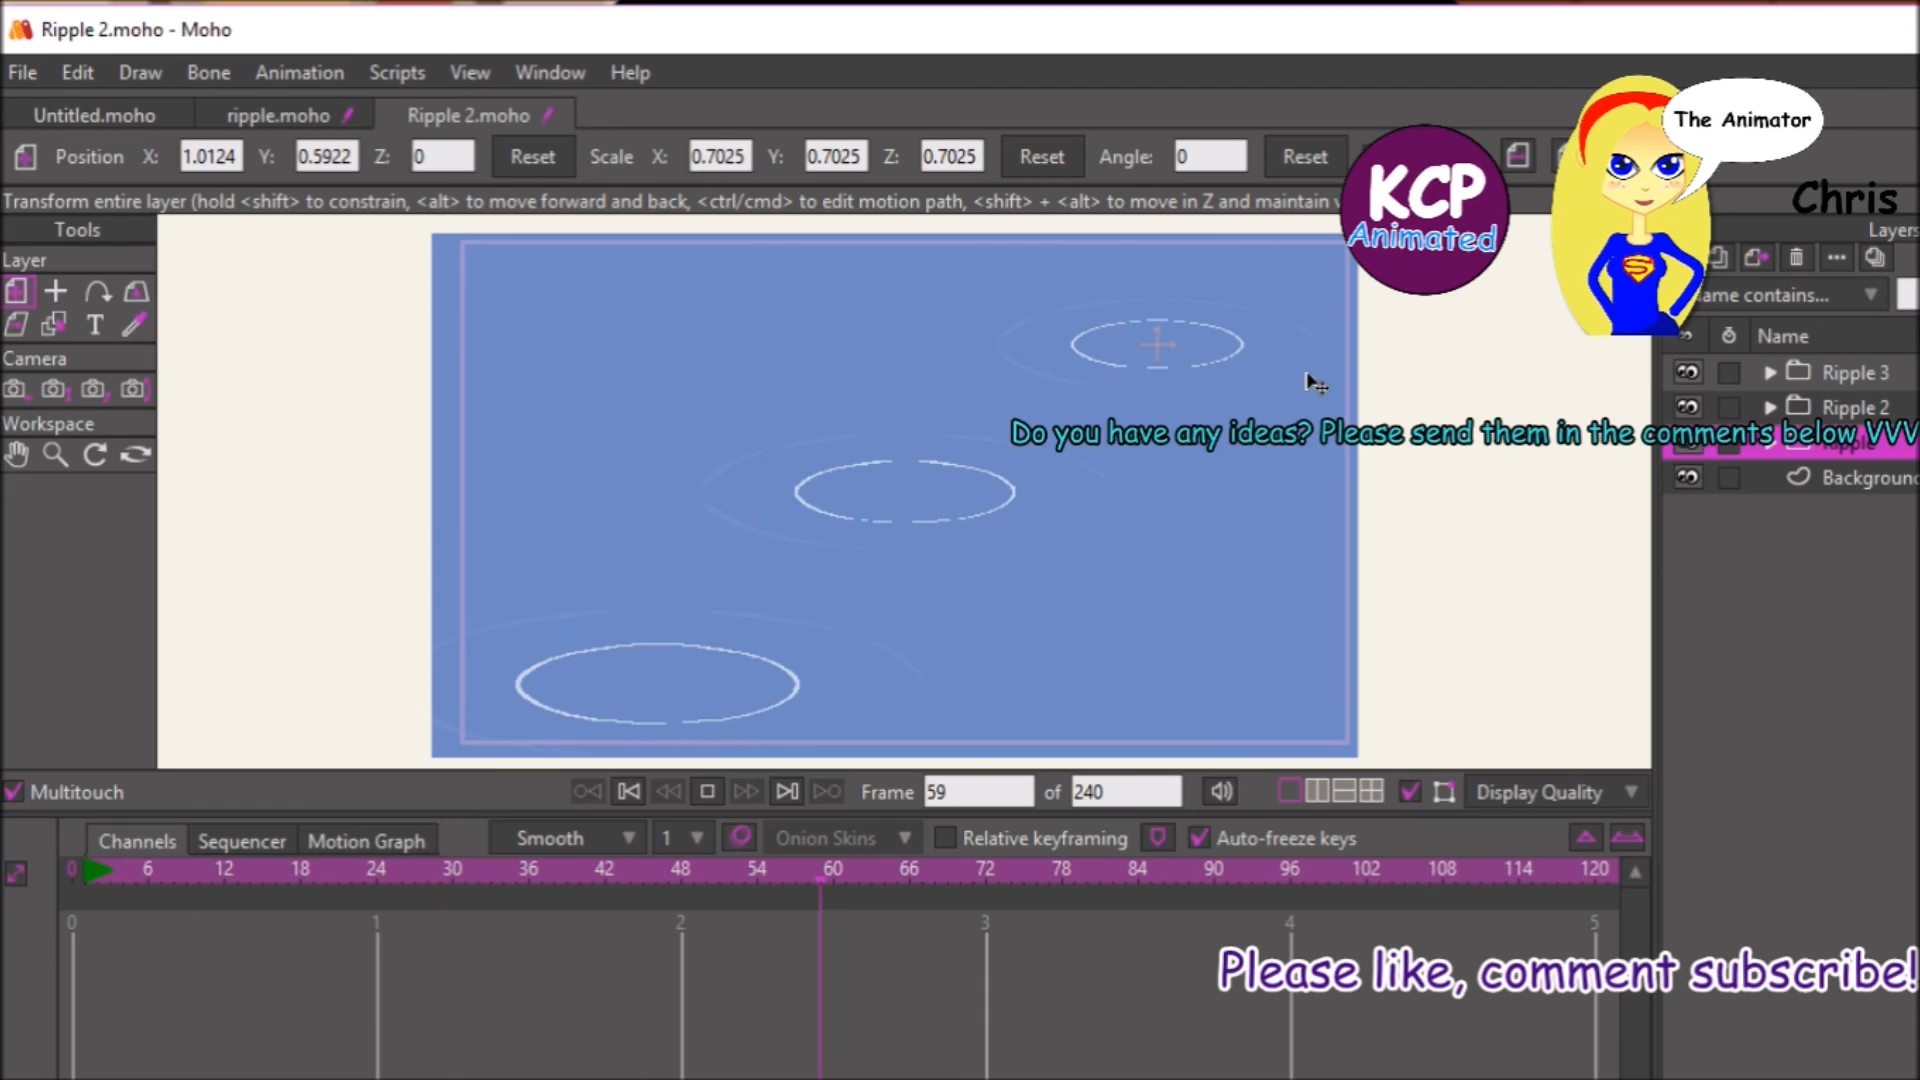 Ripple 2.moho - Moho
File Edit Draw Bone Animation Scripts View Window Help
Untitled.moho ripple.moho Ripple 2.moho
Position X: 1.0124 Y: 0.5922 Z: 0 Reset Scale X: 0.7025 Y: 0.7025 Z: 0.7025 Reset Angle: 0 Reset
Transform entire layer (hold <shift> to constrain, <alt> to move forward and back, <ctrl/cmd> to edit motion path, <shift> + <alt> to move in Z and maintain
The Animator
KCP
Animated
Chris
Tools
Layers
Layer
T
Camera
Workspace
ame contains...
Name
Ripple 3
Ripple 2
Do you have any ideas? Please send them in the comments below VVV
Ripple
Background
Multitouch Frame 59 of 240 Display Quality
Channels Sequencer Motion Graph Smooth 1 Onion Skins Relative keyframing Auto-freeze keys
0 6 12 18 24 30 36 42 48 54 60 66 72 78 84 90 96 102 108 114 120
0 1 2 3 4 5
Please like, comment subscribe!